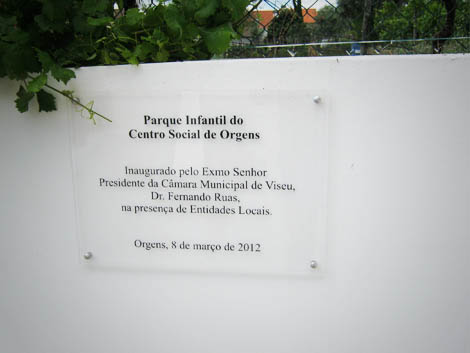 Parque Infantil do
Centro Social de Orgens
Inaugurado pelo Exmo Senhor
Presidente da Câmara Municipal de Viseu,
Dr. Fernando Ruas,
na presença de Entidades Locais.
Orgens, 8 de março de 2012